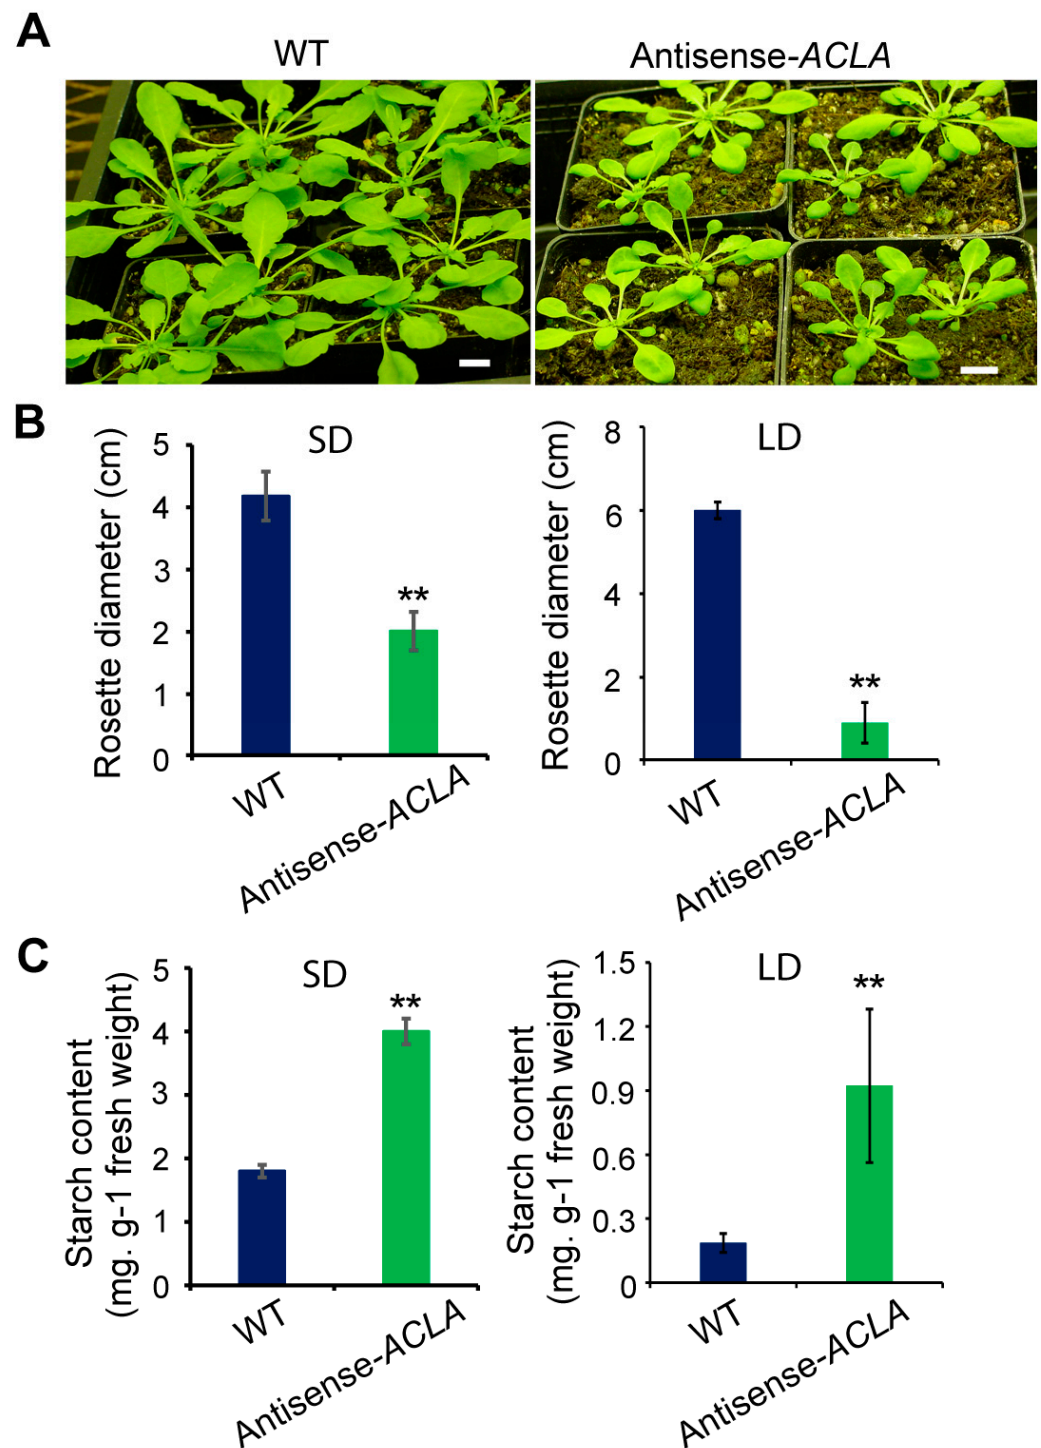 A
WT
Antisense-ACLA
B
SD
Rosette diameter (cm)
5
4
3
2
1
0
**
WT
Antisense-ACLA
LD
Rosette diameter (cm)
8
6
4
2
0
**
WT
Antisense-ACLA
C
SD
Starch content
(mg. g-1 fresh weight)
5
4
3
2
1
0
**
WT
Antisense-ACLA
LD
Starch content
(mg. g-1 fresh weight)
1.5
1.2
0.9
0.6
0.3
0
**
WT
Antisense-ACLA